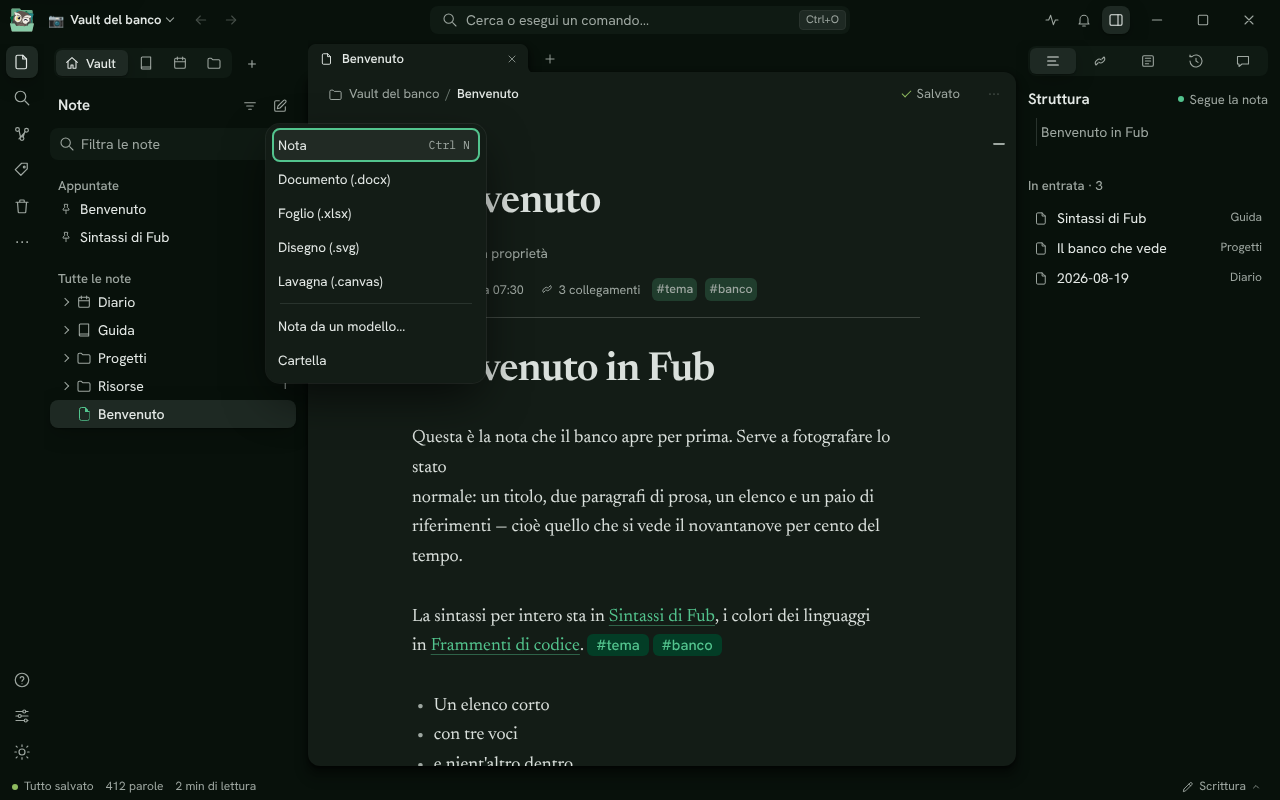 Vault del banco
Cerca o esegui un comando...
Ctrl+O
Vault
Benvenuto
Note
Filtra le note
Appuntate
Benvenuto
Sintassi di Fub
Tutte le note
Diario
Guida
Progetti
Risorse
Benvenuto
Nota Ctrl N
Documento (.docx)
Foglio (.xlsx)
Disegno (.svg)
Lavagna (.canvas)
Nota da un modello...
Cartella
Vault del banco / Benvenuto
Salvato
venuto
proprietà
07:30
3 collegamenti
#tema
#banco
venuto in Fub
Questa è la nota che il banco apre per prima. Serve a fotografare lo
stato
normale: un titolo, due paragrafi di prosa, un elenco e un paio di
riferimenti — cioè quello che si vede il novantanove per cento del
tempo.
La sintassi per intero sta in Sintassi di Fub, i colori dei linguaggi
in Frammenti di codice. #tema #banco
• Un elenco corto
• con tre voci
• e nient'altro dentro
Struttura
Segue la nota
Benvenuto in Fub
In entrata · 3
Sintassi di Fub Guida
Il banco che vede Progetti
2026-08-19 Diario
Tutto salvato 412 parole 2 min di lettura
Scrittura